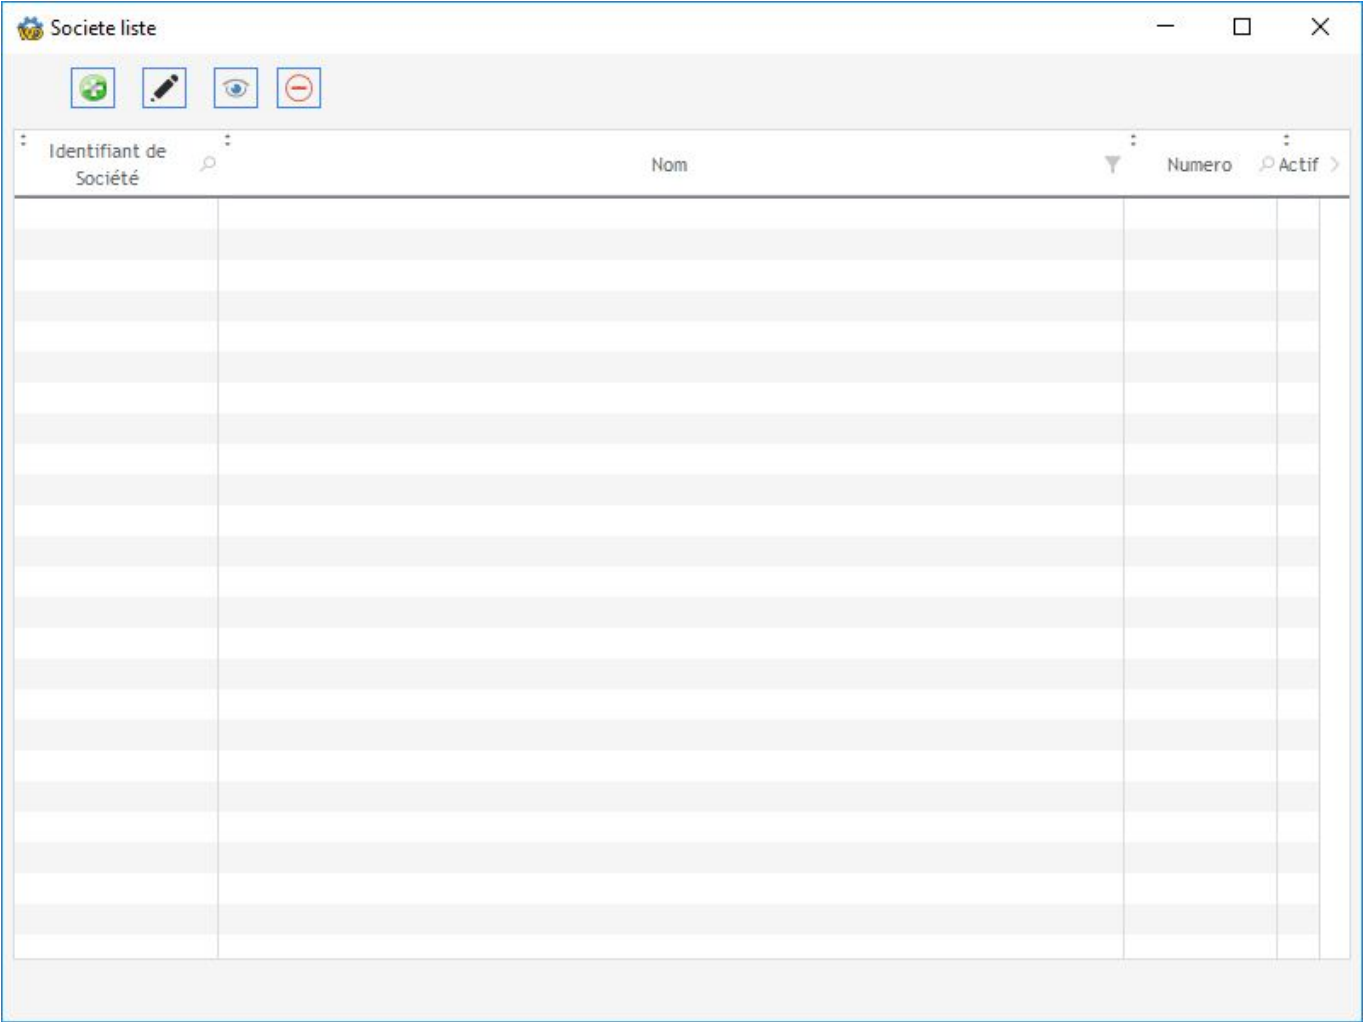 Societe liste
Identifiant de
Société
Nom
Numero
Actif